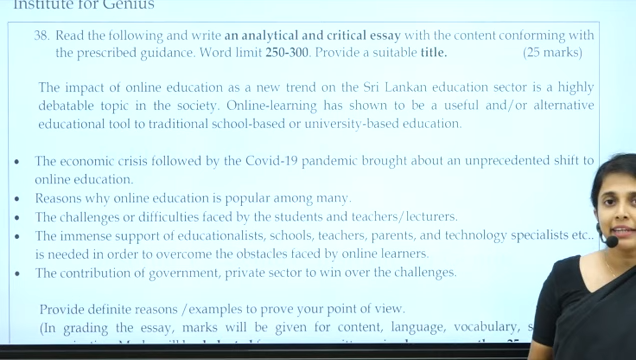 Institute for Genius
38. Read the following and write an analytical and critical essay with the content conforming with
the prescribed guidance. Word limit 250-300. Provide a suitable title. (25 marks)
The impact of online education as a new trend on the Sri Lankan education sector is a highly
debatable topic in the society. Online-learning has shown to be a useful and/or alternative
educational tool to traditional school-based or university-based education.
• The economic crisis followed by the Covid-19 pandemic brought about an unprecedented shift to
online education.
• Reasons why online education is popular among many.
• The challenges or difficulties faced by the students and teachers/lecturers.
• The immense support of educationalists, schools, teachers, parents, and technology specialists etc..
is needed in order to overcome the obstacles faced by online learners.
• The contribution of government, private sector to win over the challenges.
Provide definite reasons /examples to prove your point of view.
(In grading the essay, marks will be given for content, language, vocabulary,